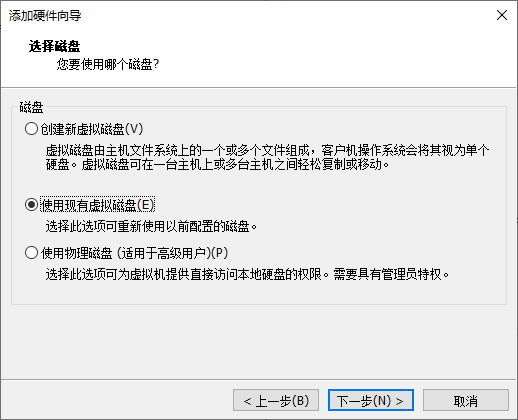 添加硬件向导
选择磁盘
您要使用哪个磁盘?
磁盘
创建新虚拟磁盘(V)
虚拟磁盘由主机文件系统上的一个或多个文件组成，客户机操作系统会将其视为单个
硬盘。虚拟磁盘可在一台主机上或多台主机之间轻松复制或移动。
使用现有虚拟磁盘(E)
选择此选项可重新使用以前配置的磁盘。
使用物理磁盘 (适用于高级用户)(P)
选择此选项可为虚拟机提供直接访问本地硬盘的权限。需要具有管理员特权。
< 上一步(B)
下一步(N) >
取消